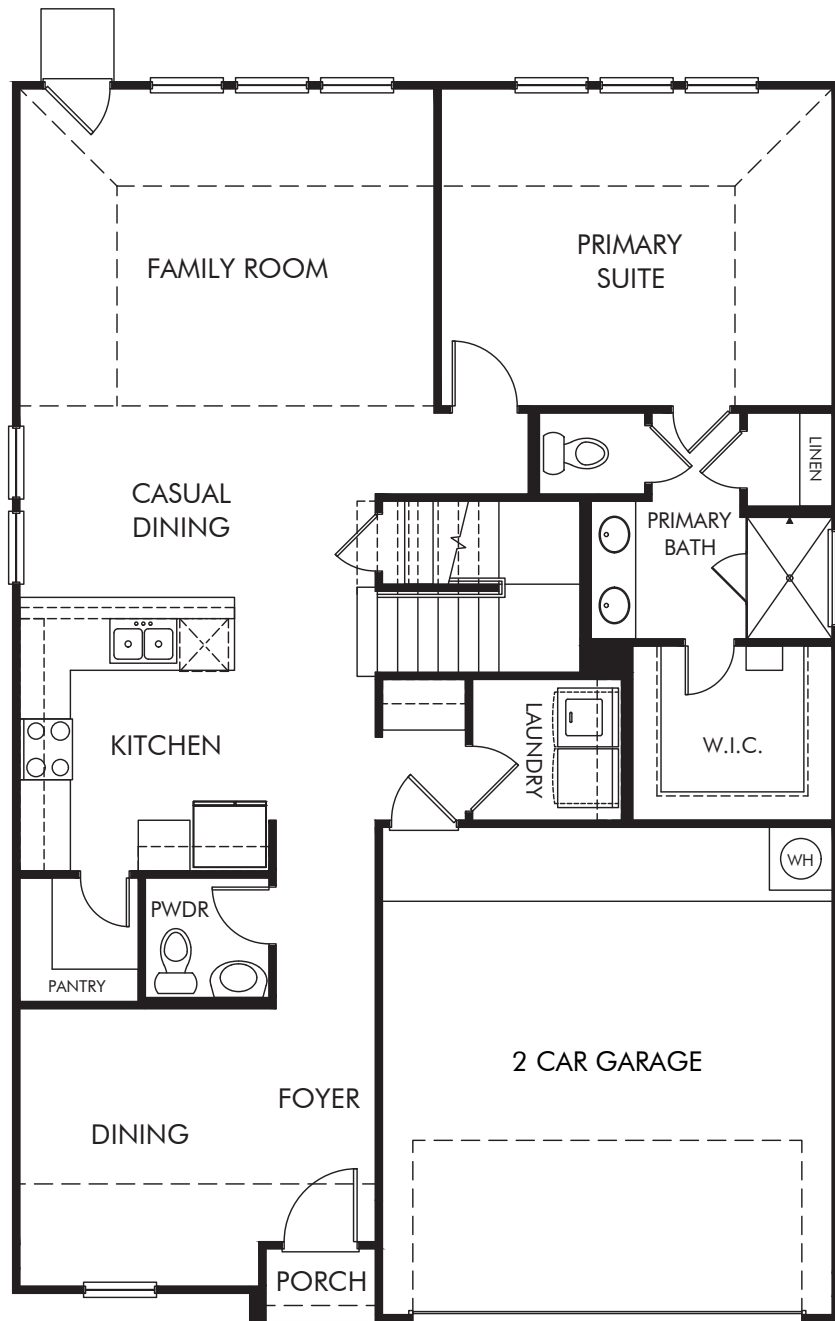 FAMILY ROOM
PRIMARY
SUITE
LINEN
CASUAL
DINING
PRIMARY
BATH
KITCHEN
LAUNDRY
W.I.C.
WH
PWDR
PANTRY
2 CAR GARAGE
FOYER
DINING
PORCH